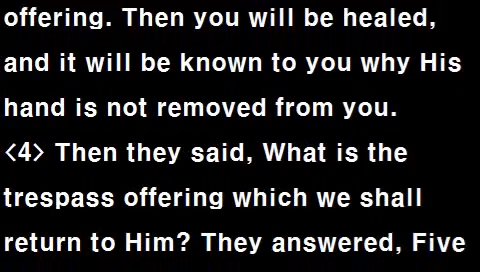 offering. Then you will be healed,
and it will be known to you why His
hand is not removed from you.
<4> Then they said, What is the
trespass offering which we shall
return to Him? They answered, Five